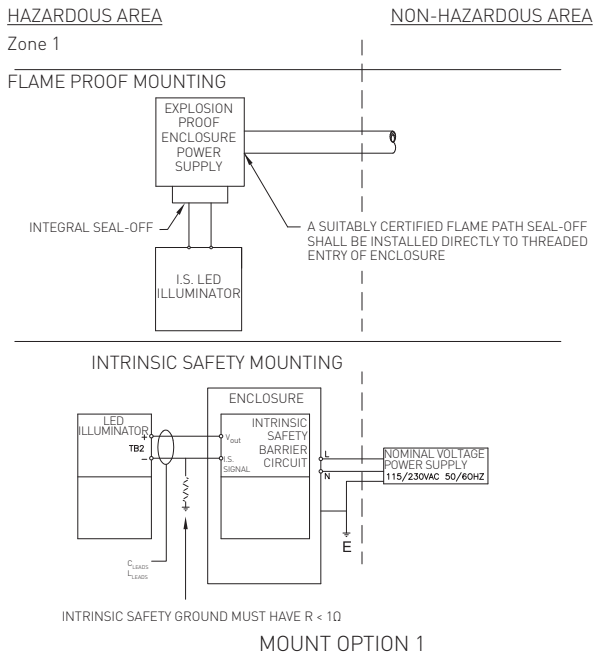 HAZARDOUS AREA
NON-HAZARDOUS AREA
Zone 1
FLAME PROOF MOUNTING
EXPLOSION
PROOF
ENCLOSURE
POWER
SUPPLY
INTEGRAL SEAL-OFF
A SUITABLY CERTIFIED FLAME PATH SEAL-OFF
SHALL BE INSTALLED DIRECTLY TO THREADED
ENTRY OF ENCLOSURE
I.S. LED
ILLUMINATOR
INTRINSIC SAFETY MOUNTING
ENCLOSURE
LED
ILLUMINATOR
+
TB2
−
Vout
I.S.
SIGNAL
INTRINSIC
SAFETY
BARRIER
CIRCUIT
L
N
NOMINAL VOLTAGE
POWER SUPPLY
115/230VAC 50/60HZ
E
CLEADS
LLEADS
INTRINSIC SAFETY GROUND MUST HAVE R < 1Ω
MOUNT OPTION 1